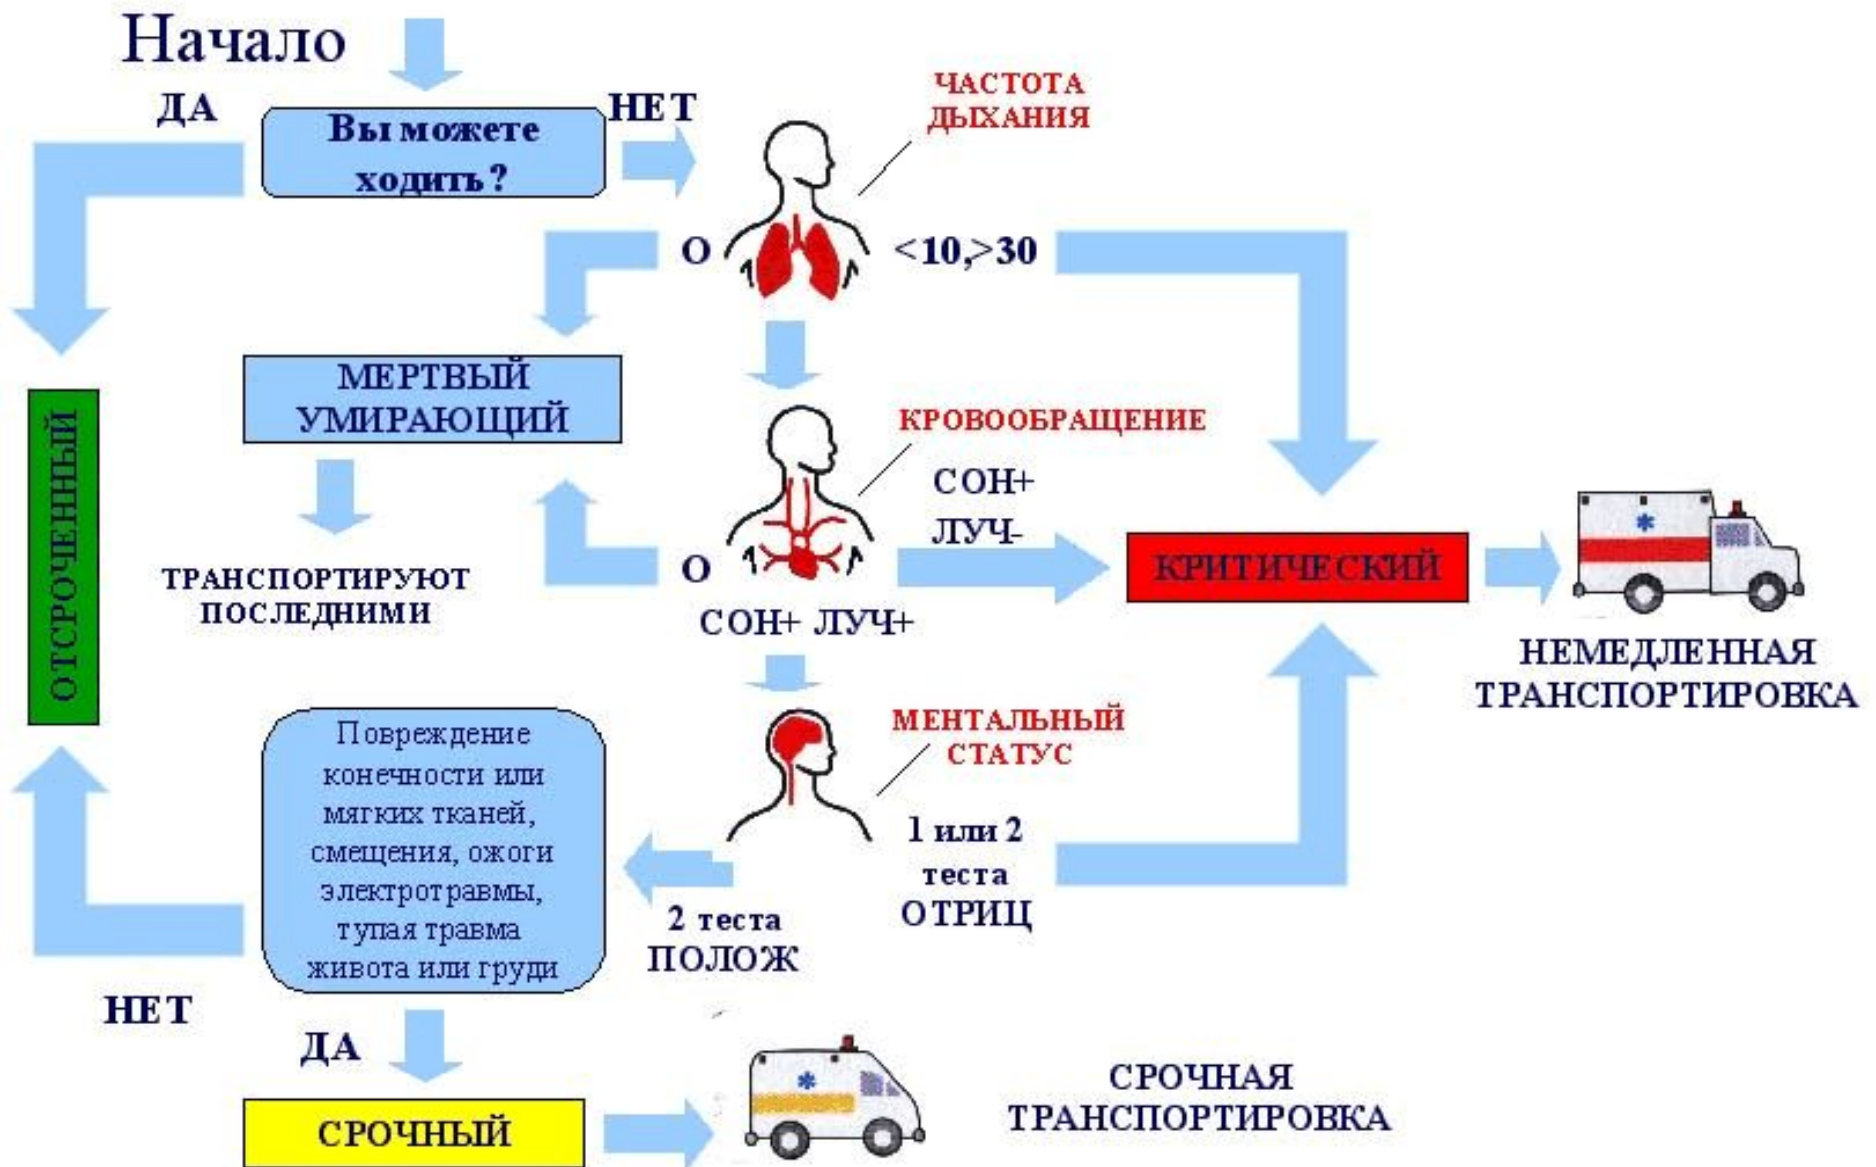 Начало
ДА
НЕТ
Вы можете
ходить?
ЧАСТОТА
ДЫХАНИЯ
О
<10,>30
МЕРТВЫЙ
УМИРАЮЩИЙ
ТРАНСПОРТИРУЮТ
ПОСЛЕДНИМИ
ОТСРОЧЕННЫЙ
КРОВООБРАЩЕНИЕ
СОН+
ЛУЧ-
О
СОН+ ЛУЧ+
КРИТИЧЕСКИЙ
НЕМЕДЛЕННАЯ
ТРАНСПОРТИРОВКА
МЕНТАЛЬНЫЙ
СТАТУС
1 или 2
теста
ОТРИЦ
2 теста
ПОЛОЖ
Повреждение
конечности или
мягких тканей,
смещения, ожоги
электротравмы,
тупая травма
живота или груди
НЕТ
ДА
СРОЧНЫЙ
СРОЧНАЯ
ТРАНСПОРТИРОВКА